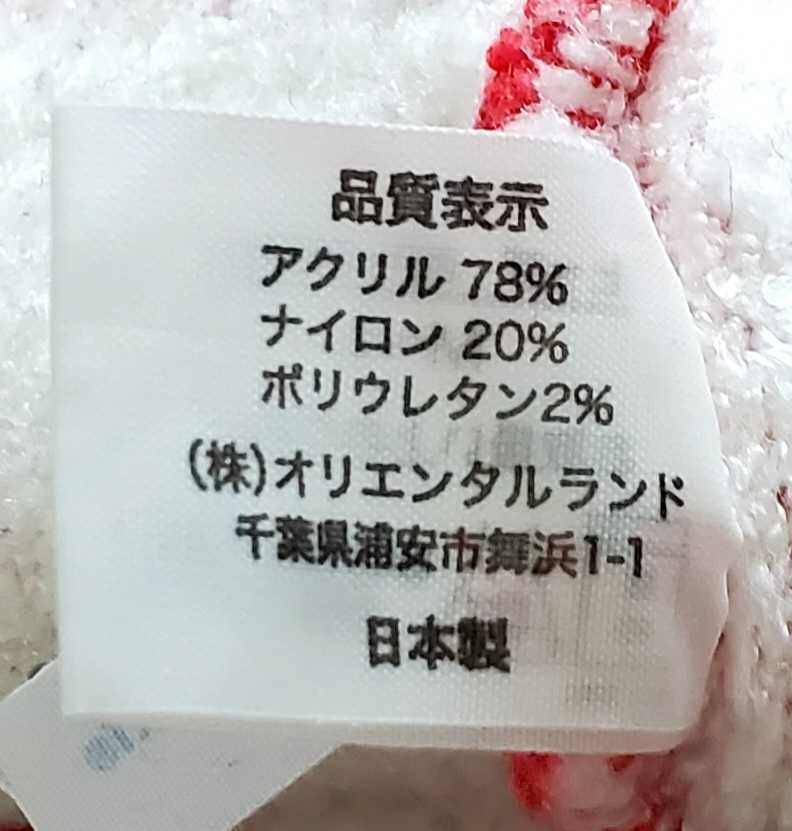 品質表示
アクリル 78%
ナイロン 20%
ポリウレタン2%
(株)オリエンタルランド
千葉県浦安市舞浜1-1
日本製